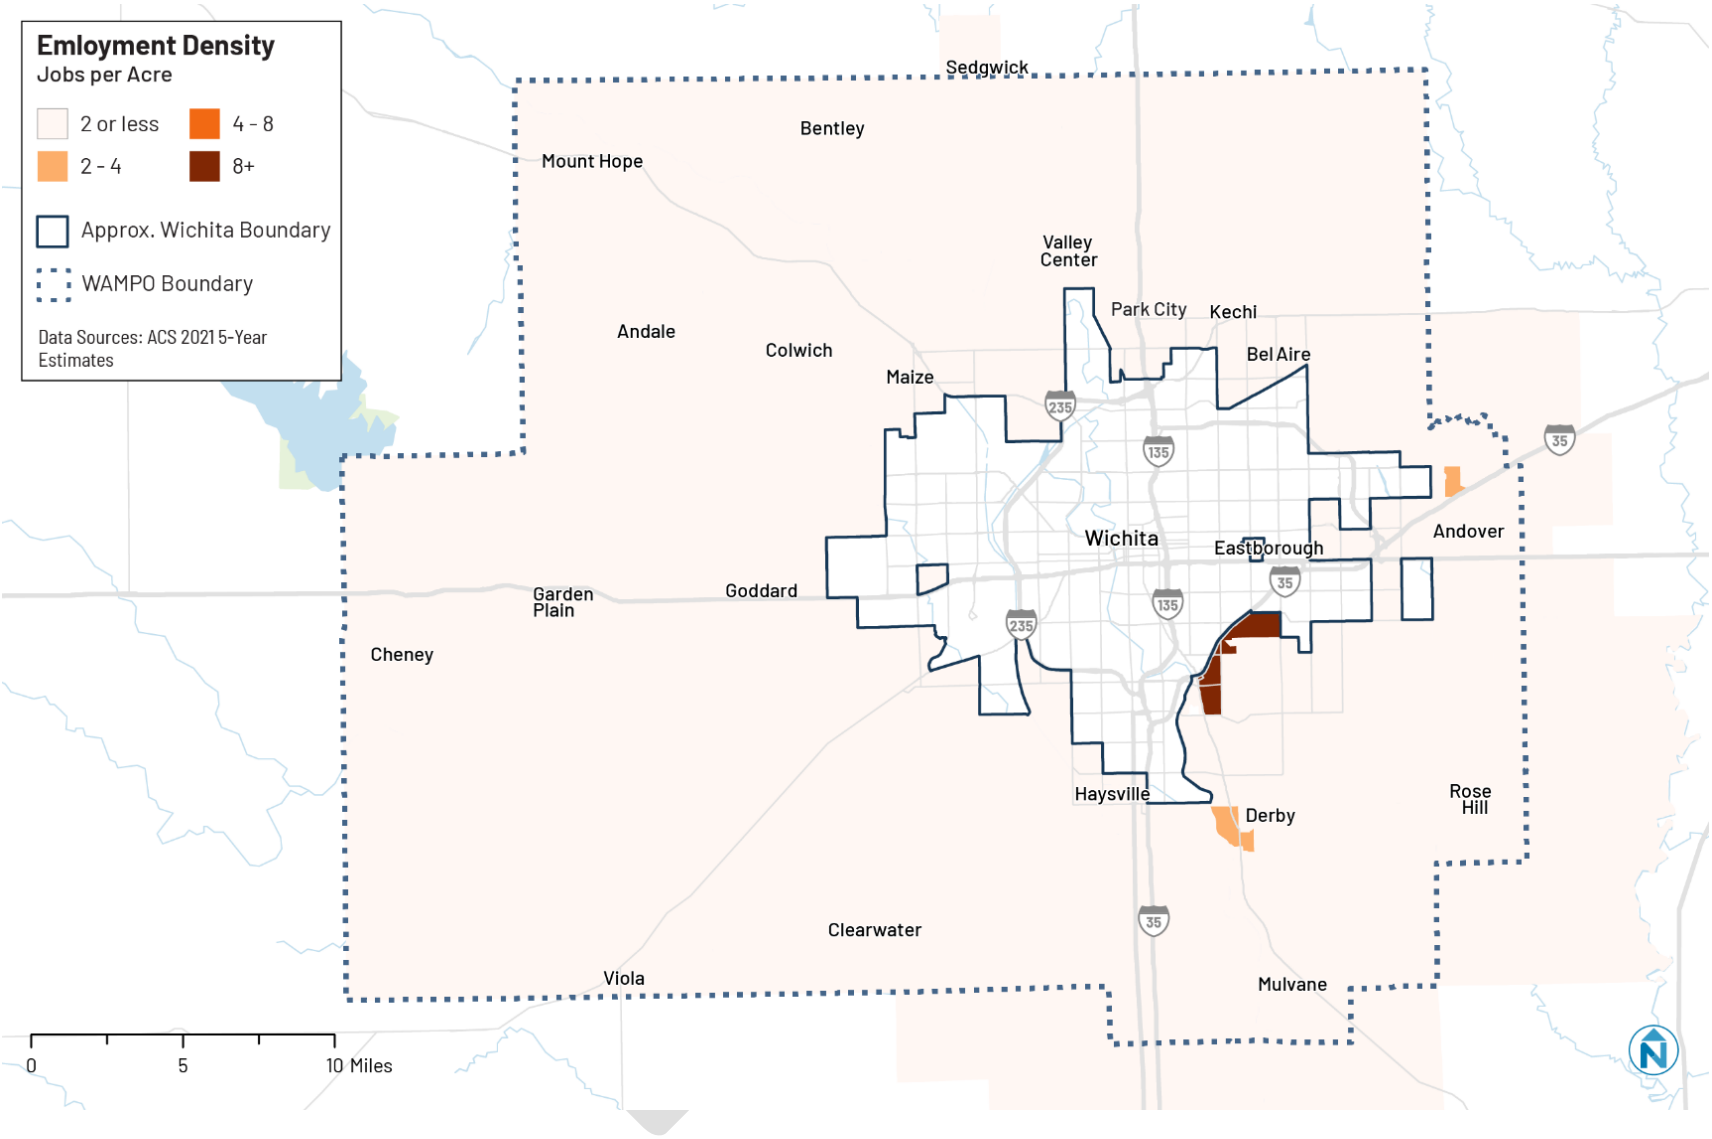 Emloyment Density
Jobs per Acre
2 or less
4 - 8
2 - 4
8+
Approx. Wichita Boundary
WAMPO Boundary
Data Sources: ACS 2021 5-Year
Estimates
Sedgwick
Bentley
Mount Hope
Valley
Center
Park City
Kechi
Andale
Colwich
Bel Aire
Maize
235
35
135
Andover
Wichita
Eastborough
35
Garden
Plain
Goddard
135
235
Cheney
Haysville
Rose
Hill
Derby
35
Clearwater
Viola
Mulvane
0
5
10 Miles
N